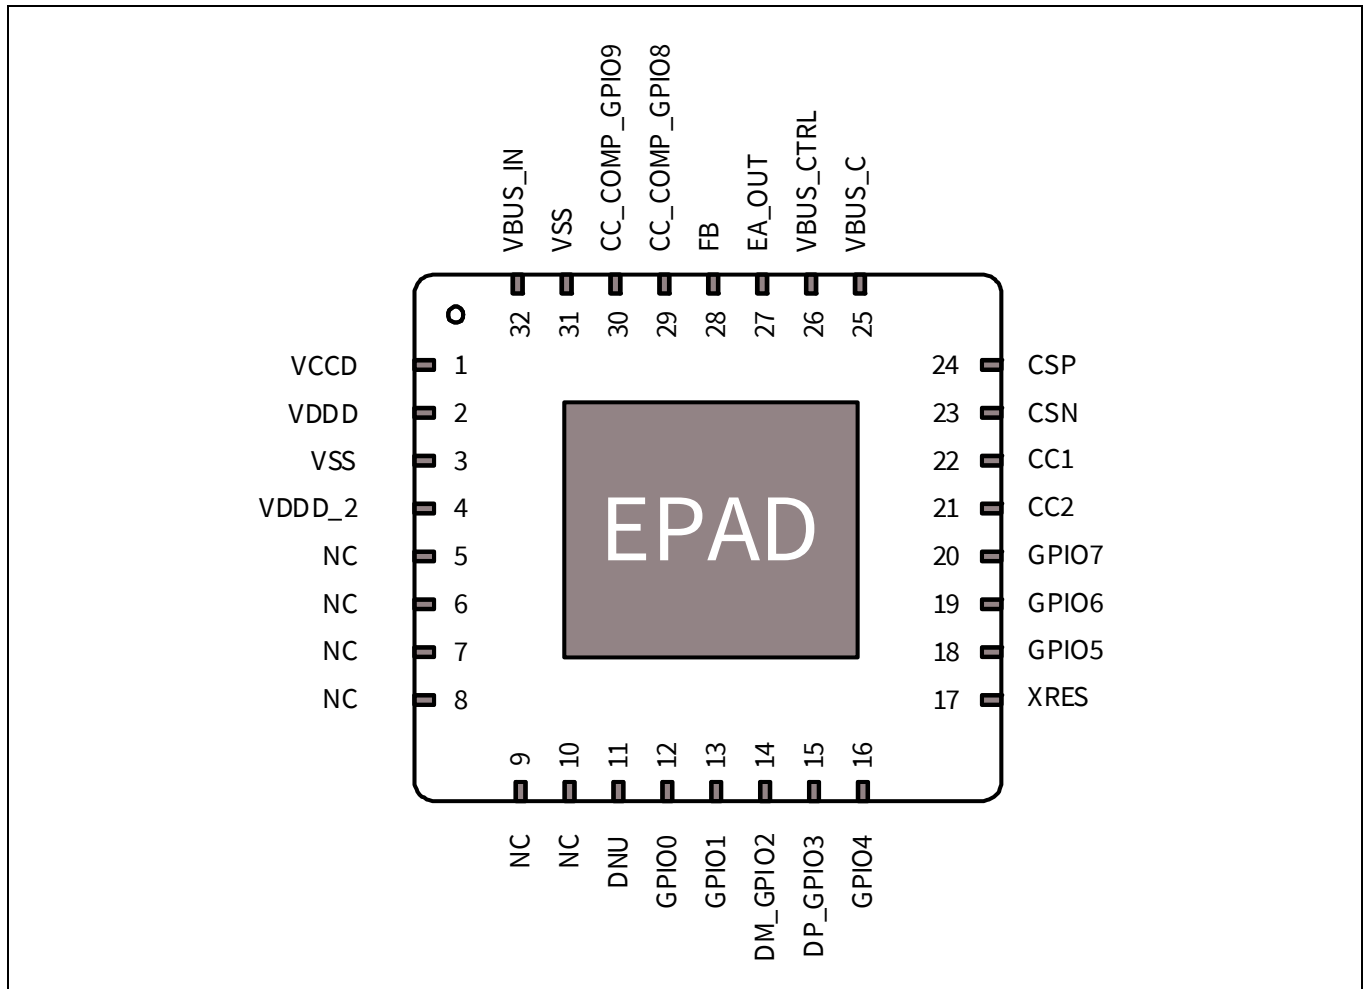 VBUS_IN
VSS
CC_COMP_GPIO9
CC_COMP_GPIO8
FB
EA_OUT
VBUS_CTRL
VBUS_C
32
31
30
29
28
27
26
25
VCCD 1
VDDD 2
VSS 3
VDDD_2 4
NC 5
NC 6
NC 7
NC 8
EPAD
24 CSP
23 CSN
22 CC1
21 CC2
20 GPIO7
19 GPIO6
18 GPIO5
17 XRES
9
10
11
12
13
14
15
16
NC
NC
DNU
GPIO0
GPIO1
DM_GPIO2
DP_GPIO3
GPIO4